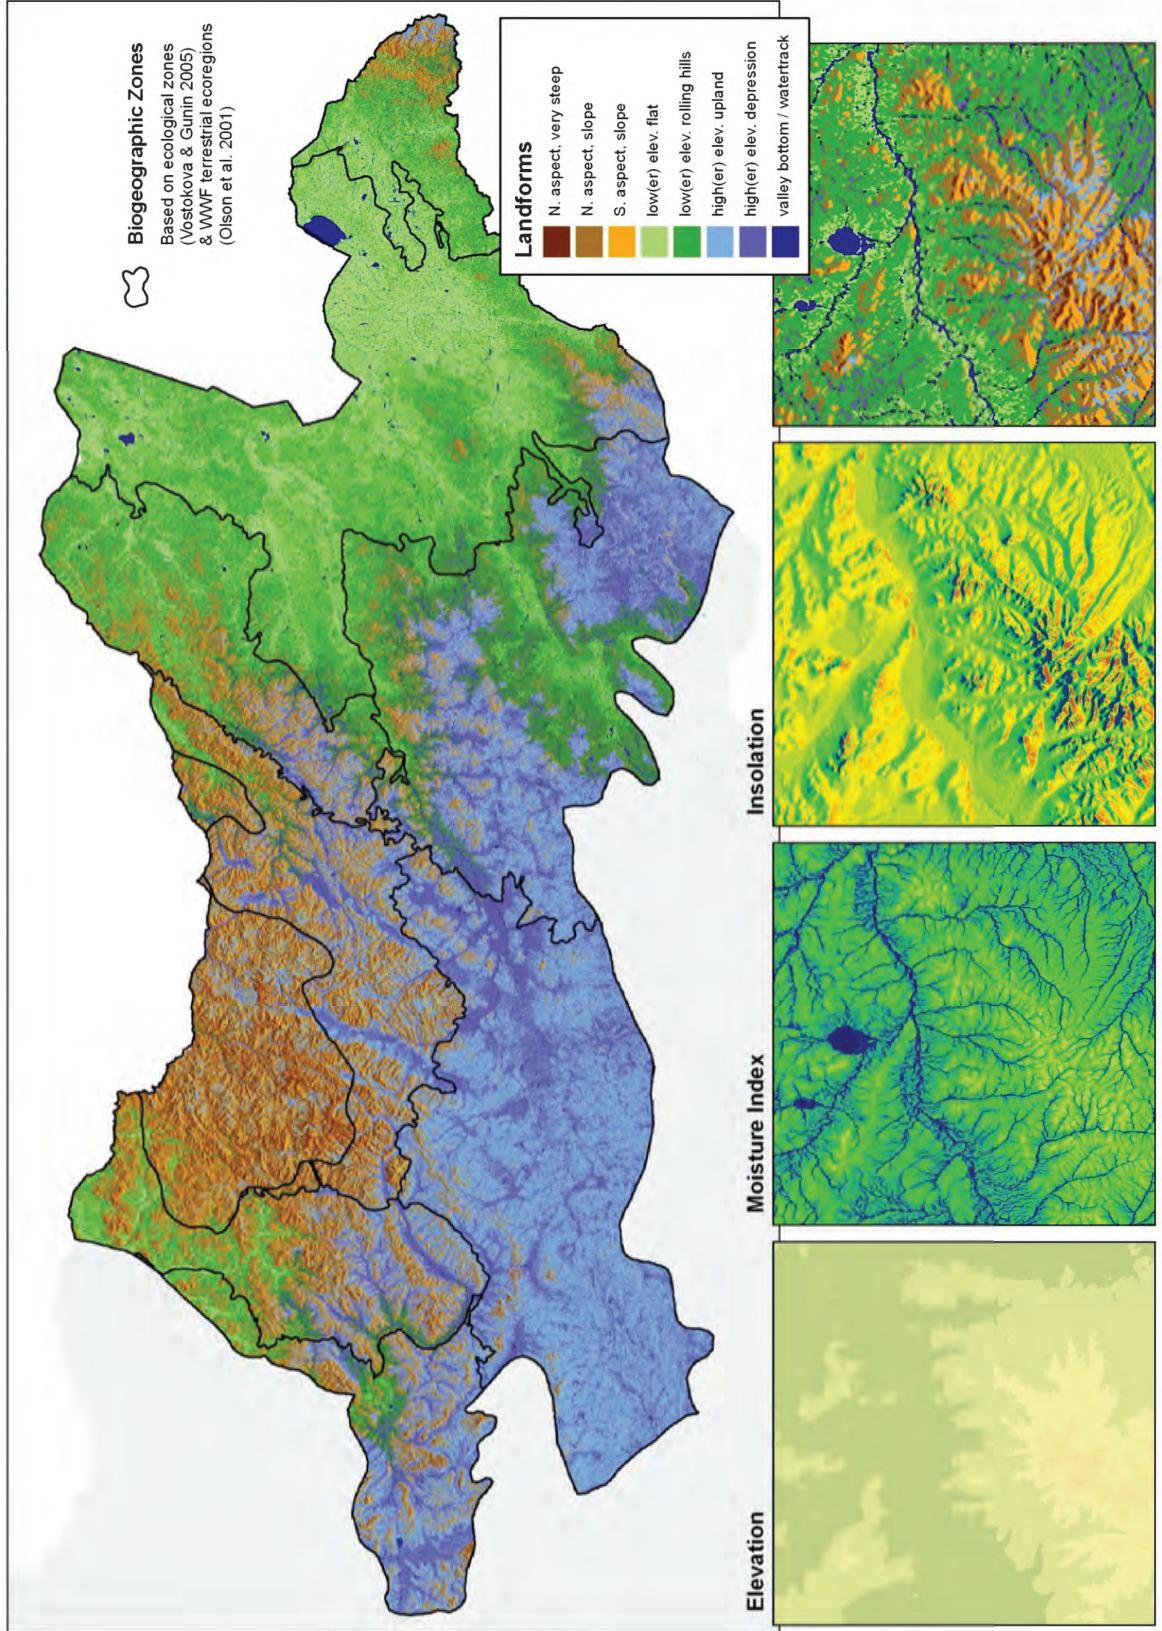 Biogeographic Zones
Based on ecological zones
(Vostokova & Gunin 2005)
& WWF terrestrial ecoregions
(Olson et al. 2001)
Landforms
N. aspect, very steep
N. aspect, slope
S. aspect, slope
low(er) elev. flat
low(er) elev. rolling hills
high(er) elev. upland
high(er) elev. depression
valley bottom / watertrack
Elevation
Moisture Index
Insolation